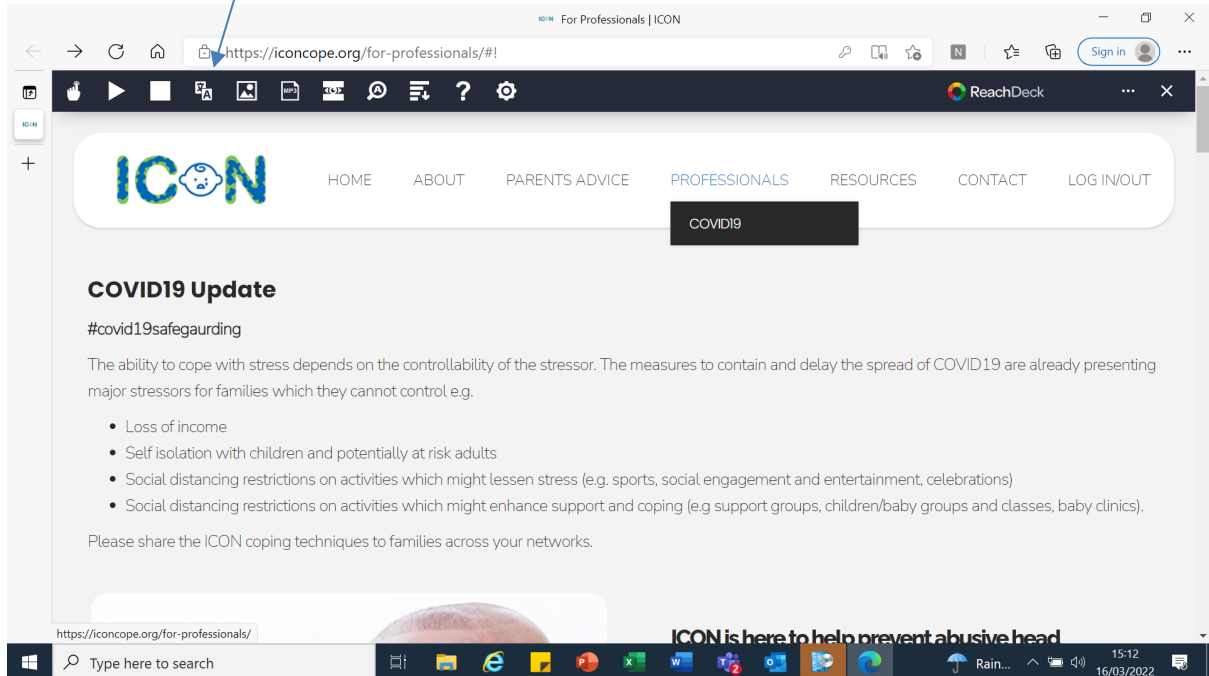 ICON For Professionals | ICON
https://iconcope.org/for-professionals/#!
N
Sign in
MP3
?
ReachDeck
ICON
ICON
HOME ABOUT PARENTS ADVICE PROFESSIONALS RESOURCES CONTACT LOG IN/OUT
COVID19
COVID19 Update
#covid19safegaurding
The ability to cope with stress depends on the controllability of the stressor. The measures to contain and delay the spread of COVID19 are already presenting
major stressors for families which they cannot control e.g.
• Loss of income
• Self isolation with children and potentially at risk adults
• Social distancing restrictions on activities which might lessen stress (e.g. sports, social engagement and entertainment, celebrations)
• Social distancing restrictions on activities which might enhance support and coping (e.g support groups, children/baby groups and classes, baby clinics).
Please share the ICON coping techniques to families across your networks.
ICON is here to help prevent abusive head
https://iconcope.org/for-professionals/
Type here to search
Rain...
15:12
16/03/2022